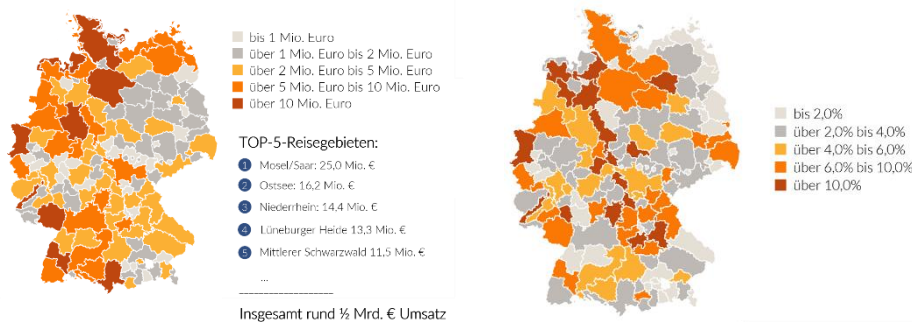 bis 1 Mio. Euro
über 1 Mio. Euro bis 2 Mio. Euro
über 2 Mio. Euro bis 5 Mio. Euro
über 5 Mio. Euro bis 10 Mio. Euro
über 10 Mio. Euro
TOP-5-Reisegebieten:
1 Mosel/Saar: 25,0 Mio. €
2 Ostsee: 16,2 Mio. €
3 Niederrhein: 14,4 Mio. €
4 Lüneburger Heide 13,3 Mio. €
5 Mittlerer Schwarzwald 11,5 Mio. €
...
Insgesamt rund ½ Mrd. € Umsatz
bis 2,0%
über 2,0% bis 4,0%
über 4,0% bis 6,0%
über 6,0% bis 10,0%
über 10,0%